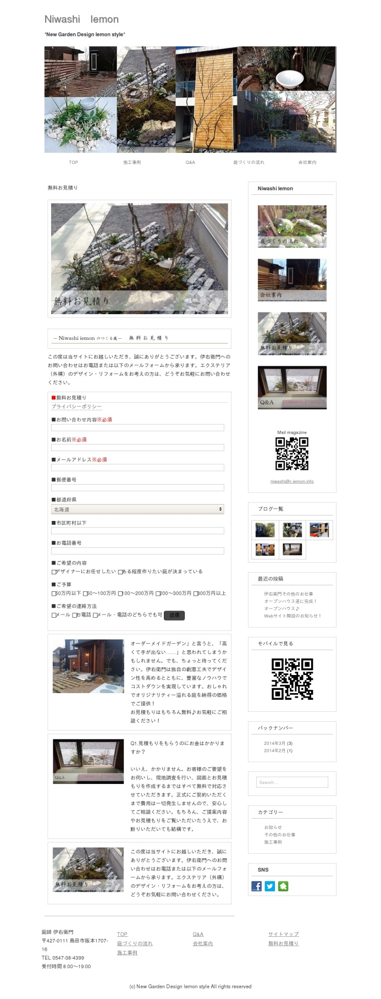 Niwashi　Iemon
*New Garden Design Iemon style*
TOP
施工事例
Q&A
庭づくりの流れ
会社案内
無料お見積り
無料お見積り
– Niwashi iemon のつくる庭 – 無料お見積り
この度は当サイトにお越しいただき、誠にありがとうございます。伊右衛門への
お問い合わせはお電話または以下のメールフォームから承ります。エクステリア
（外構）のデザイン・リフォームをお考えの方は、どうぞお気軽にお問い合わせ
ください。
■無料お見積り
プライバシーポリシー
■お問い合わせ内容※必須
■お名前※必須
■メールアドレス※必須
■郵便番号
■都道府県
北海道
■市区町村以下
■お電話番号
■ご希望の内容
デザイナーにお任せしたい ある程度作りたい庭が決まっている
■ご予算
50万円以下 50～100万円 100～200万円 200～300万円 300万円以上
■ご希望の連絡方法
メール お電話 メール・電話のどちらでも可 送信
オーダーメイドガーデン」と言うと、「高
くて手が出ない……」と思われてしまうか
もしれません。でも、ちょっと待ってくだ
さい。伊右衛門は独自の創意工夫でデザイ
ン性を高めるとともに、豊富なノウハウで
コストダウンを実現しています。おしゃれ
でオリジナリティー溢れる庭を納得の価格
でご提供！
お見積もりはもちろん無料♪お気軽にご相
談ください！
Q&A
Q1.見積もりをもらうのにお金はかかりま
すか？
いいえ、かかりません。お客様のご要望を
お伺いし、現地調査を行い、図面とお見積
もりを作成するまではすべて無料で対応さ
せていただきます。正式にご契約いただく
まで費用は一切発生しませんので、安心し
てご相談ください。もちろん、ご提案内容
やお見積もりをご覧いただいたうえで、お
断りいただいても結構です。
無料お見積り
この度は当サイトにお越しいただき、誠に
ありがとうございます。伊右衛門へのお問
い合わせはお電話または以下のメールフォ
ームから承ります。エクステリア（外構）
のデザイン・リフォームをお考えの方は、
どうぞお気軽にお問い合わせください。
Niwashi Iemon
庭づくりの流れ
会社案内
無料お見積り
Q&A
Mail magazine
niwashi@r.iemon.info
ブログ一覧
最近の投稿
伊右衛門その他のお仕事
オープンハウス遂に完成！
オープンハウス♪
Webサイト開設のお知らせ！
モバイルで見る
バックナンバー
2014年3月 (3)
2014年2月 (1)
Search...
カテゴリー
お知らせ
その他のお仕事
施工事例
SNS
庭師 伊右衛門
〒427-0111 島田市阪本1707-
16
TEL 0547-38-4399
受付時間 8:00～19:00
TOP
庭づくりの流れ
施工事例
Q&A
会社案内
サイトマップ
無料お見積り
(c) New Garden Design Iemon style All rights reserved